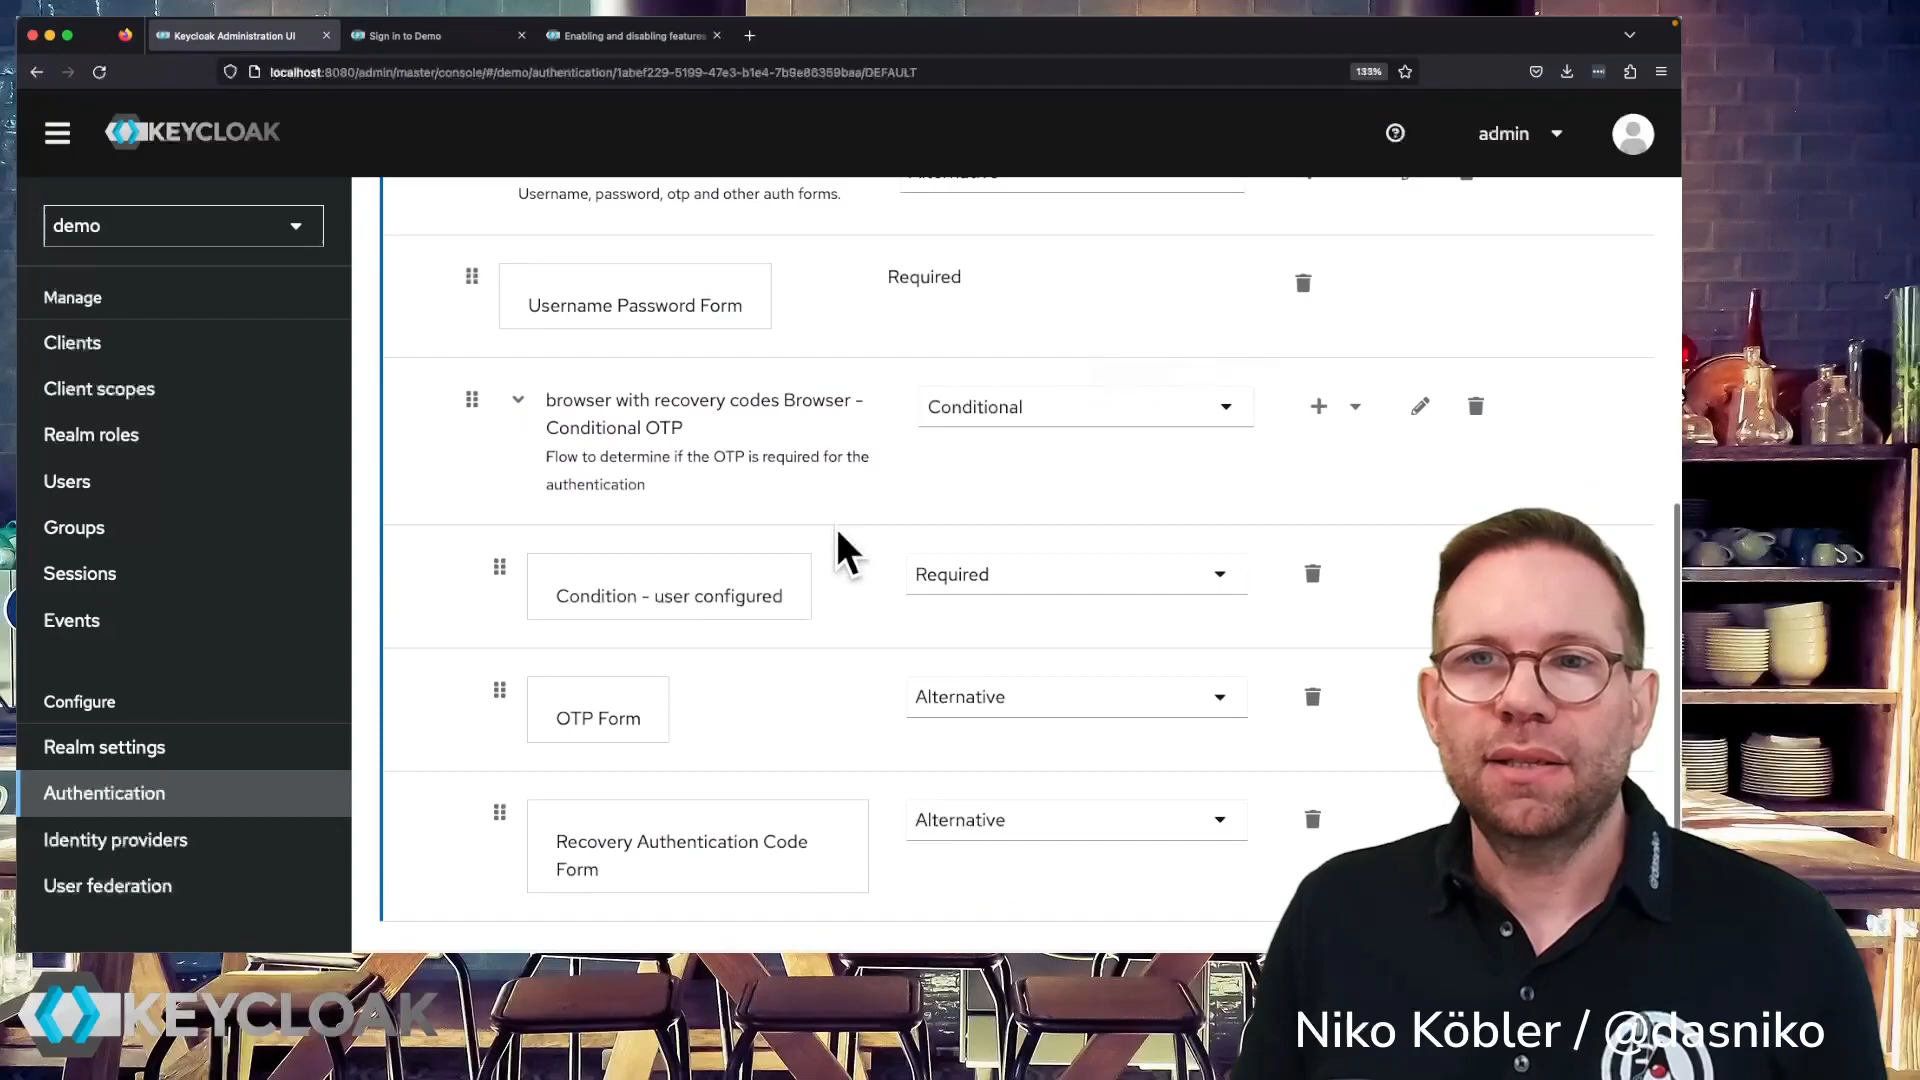 Keycloak Administration UI
Sign in to Demo
Enabling and disabling features
localhost:8080/admin/master/console/#/demo/authentication/1abef229-5199-47e3-b1e4-7b9e86359baa/DEFAULT
133%
KEYCLOAK
admin
demo
Manage
Clients
Client scopes
Realm roles
Users
Groups
Sessions
Events
Configure
Realm settings
Authentication
Identity providers
User federation
Username, password, otp and other auth forms.
Username Password Form
Required
browser with recovery codes Browser -
Conditional OTP
Flow to determine if the OTP is required for the
authentication
Conditional
Condition - user configured
Required
OTP Form
Alternative
Recovery Authentication Code
Form
Alternative
KEYCLOAK
Niko Köbler / @dasniko